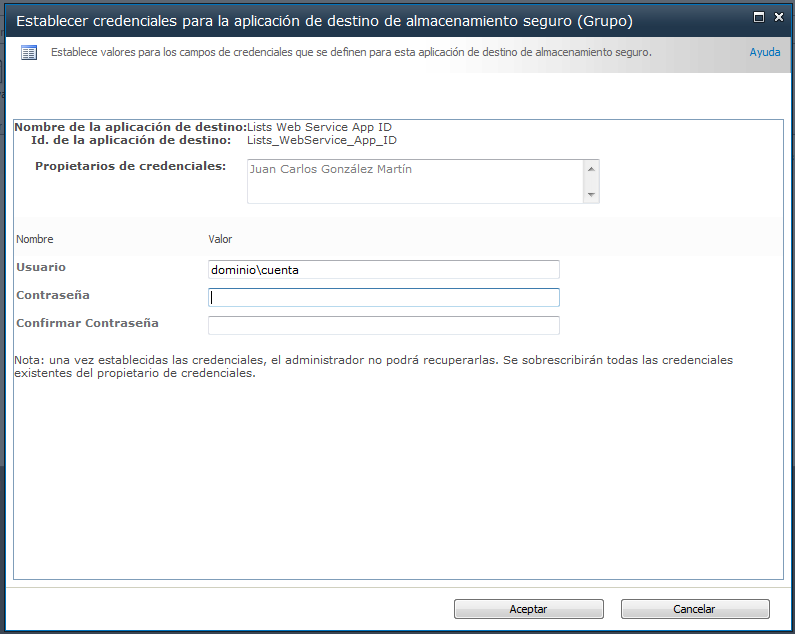 Establecer credenciales para la aplicación de destino de almacenamiento seguro (Grupo)
Establece valores para los campos de credenciales que se definen para esta aplicación de destino de almacenamiento seguro.
Ayuda
Nombre de la aplicación de destino:Lists Web Service App ID
Id. de la aplicación de destino: Lists_WebService_App_ID
Propietarios de credenciales: Juan Carlos González Martín
Nombre Valor
Usuario dominio\cuenta
Contraseña
Confirmar Contraseña
Nota: una vez establecidas las credenciales, el administrador no podrá recuperarlas. Se sobrescribirán todas las credenciales
existentes del propietario de credenciales.
Aceptar Cancelar